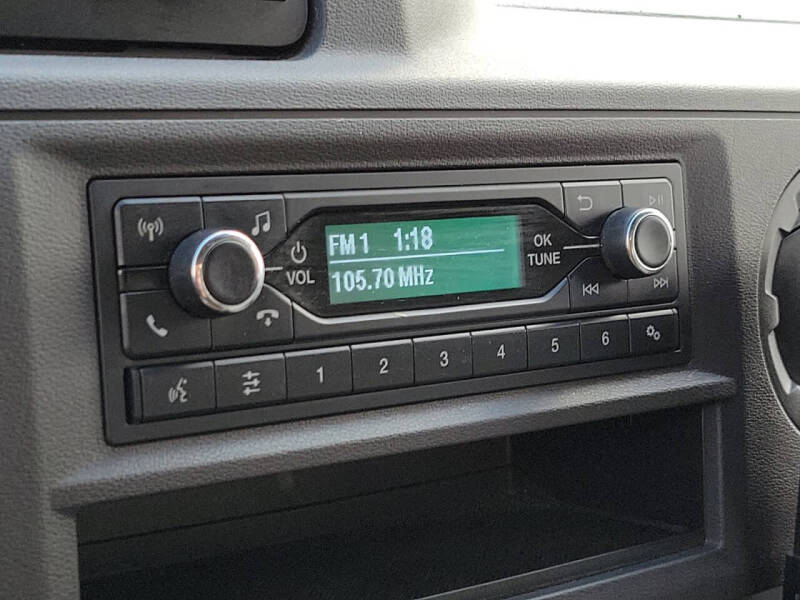 FM 1 1:18
105.70 MHz
VOL
OK
TUNE
1 2 3 4 5 6